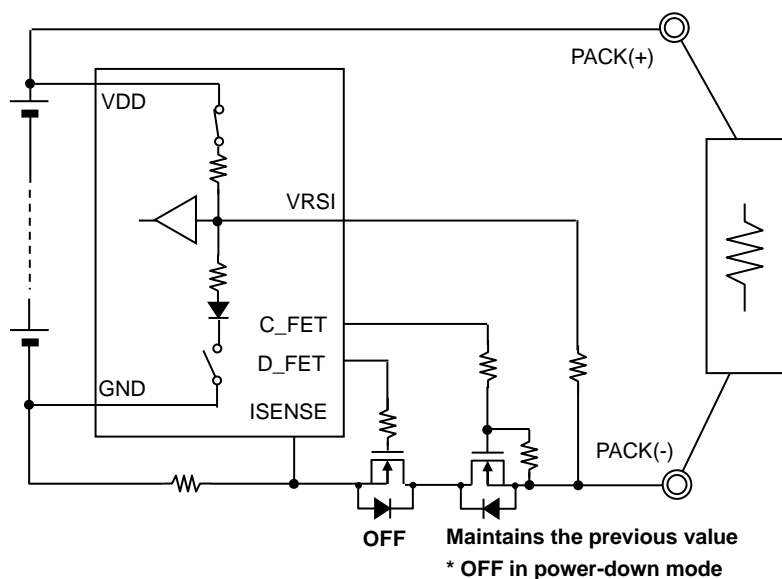 PACK(+)
VDD
VRSI
C_FET
D_FET
GND
ISENSE
PACK(-)
OFF
Maintains the previous value
* OFF in power-down mode